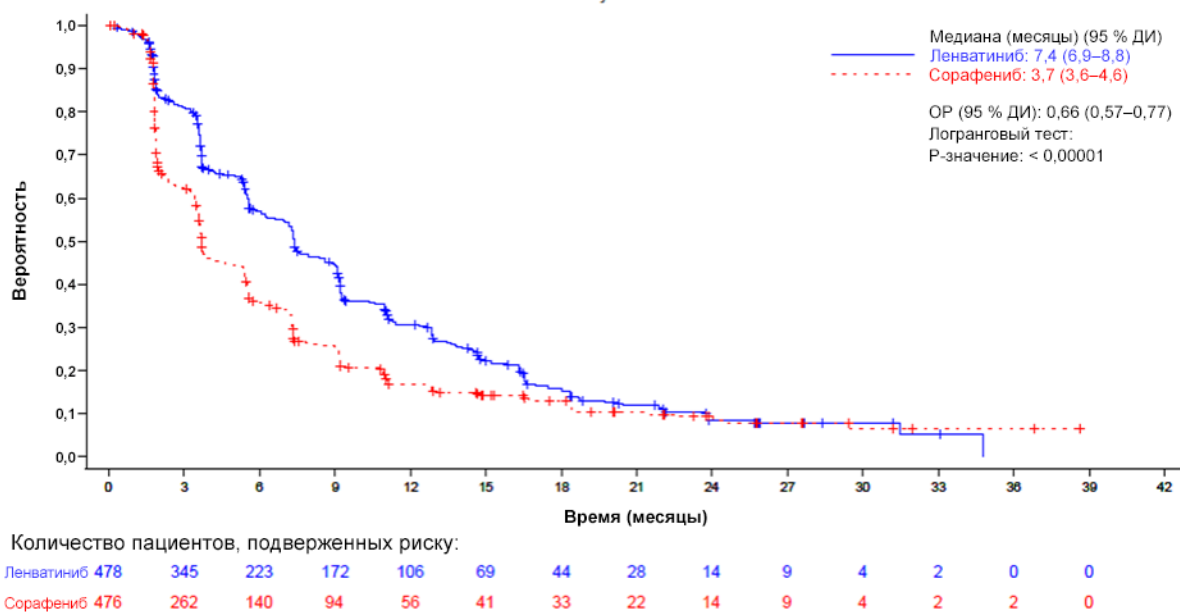 Медиана (месяцы) (95 % ДИ)
Ленватиниб: 7,4 (6,9–8,8)
Сорафениб: 3,7 (3,6–4,6)
ОР (95 % ДИ): 0,66 (0,57–0,77)
Логранговый тест:
P-значение: < 0,00001
Вероятность
1,0
0,9
0,8
0,7
0,6
0,5
0,4
0,3
0,2
0,1
0,0
0 3 6 9 12 15 18 21 24 27 30 33 36 39 42
Время (месяцы)
Количество пациентов, подверженных риску:
Ленватиниб 478 345 223 172 106 69 44 28 14 9 4 2 0 0
Сорафениб 476 262 140 94 56 41 33 22 14 9 4 2 2 0